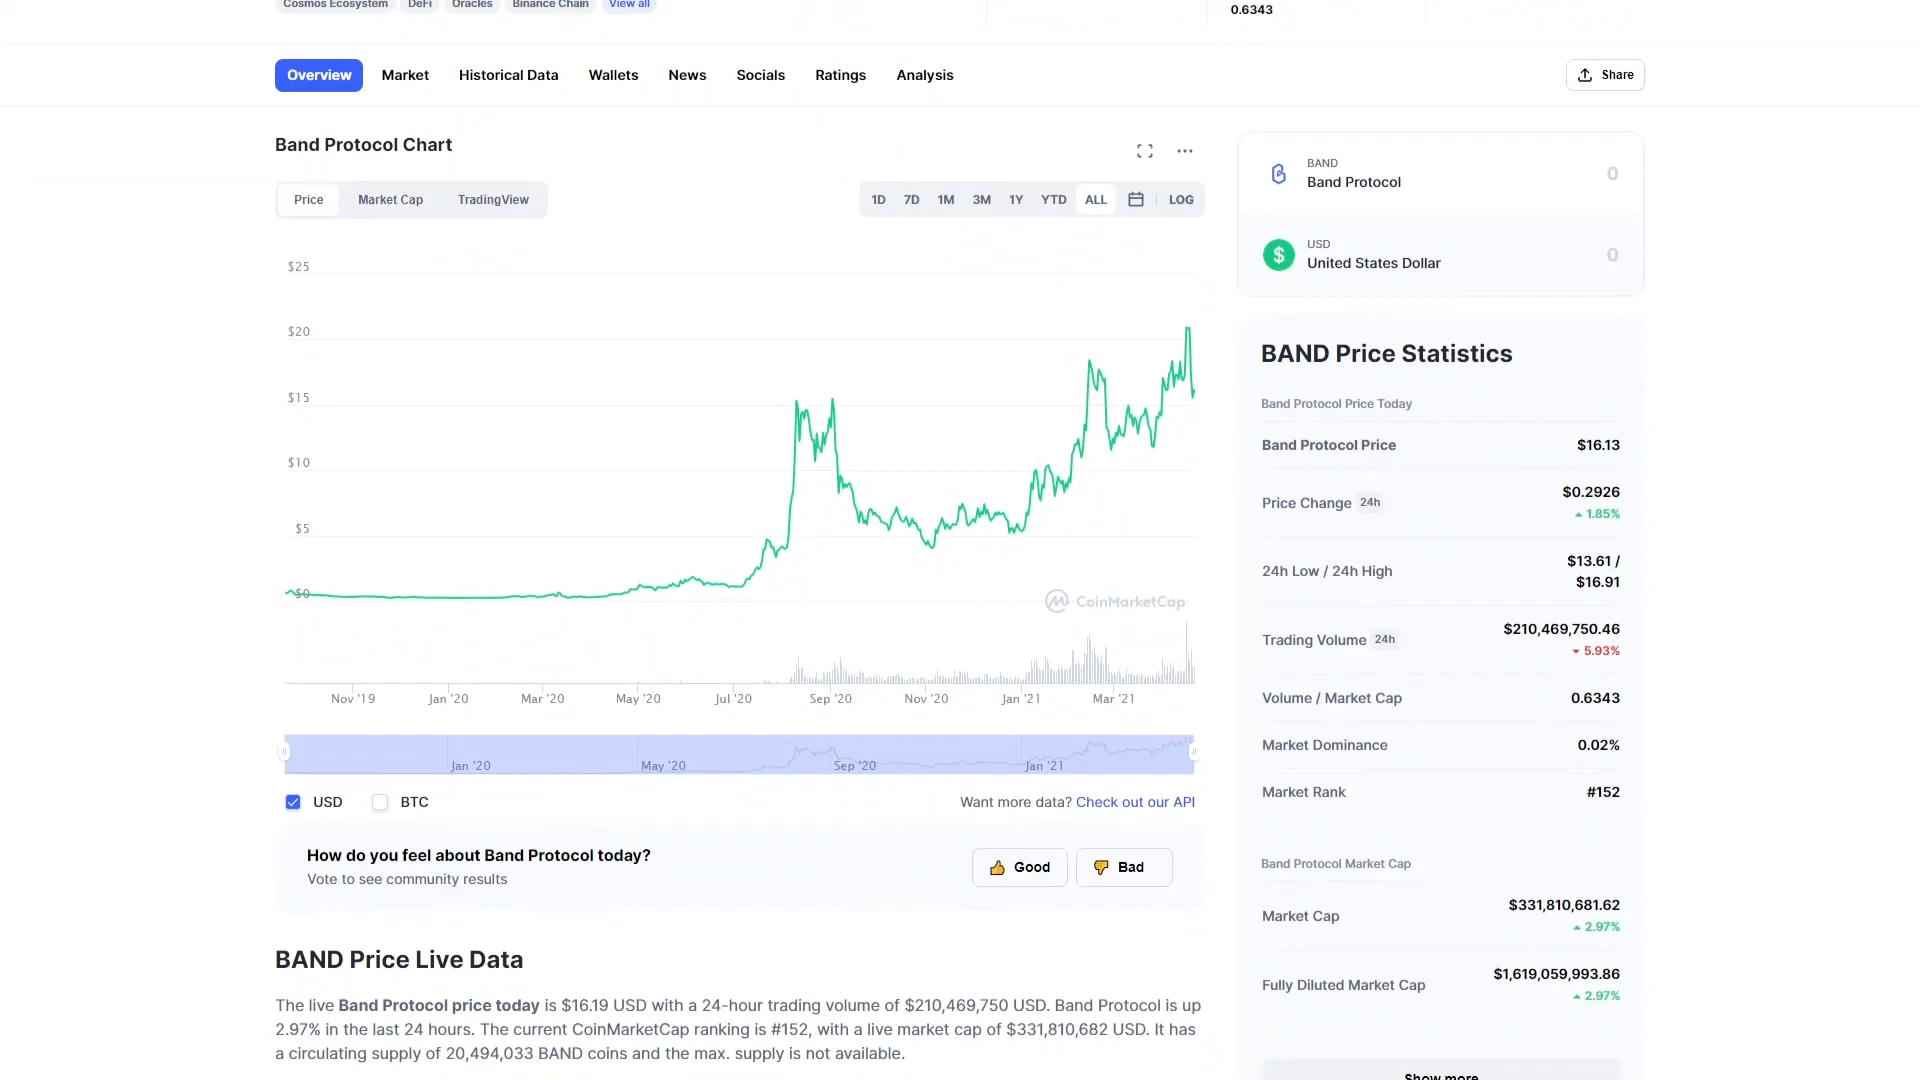 Cosmos Ecosystem DeFi Oracles Binance Chain View all
0.6343
Overview Market Historical Data Wallets News Socials Ratings Analysis
Share
Band Protocol Chart
Price Market Cap TradingView
1D 7D 1M 3M 1Y YTD ALL LOG
$25
$20
$15
$10
$5
$0
CoinMarketCap
Nov '19 Jan '20 Mar '20 May '20 Jul '20 Sep '20 Nov '20 Jan '21 Mar '21
Jan '20 May '20 Sep '20 Jan '21
USD BTC
Want more data? Check out our API
How do you feel about Band Protocol today?
Vote to see community results
Good Bad
BAND Price Live Data
The live Band Protocol price today is $16.19 USD with a 24-hour trading volume of $210,469,750 USD. Band Protocol is up
2.97% in the last 24 hours. The current CoinMarketCap ranking is #152, with a live market cap of $331,810,682 USD. It has
a circulating supply of 20,494,033 BAND coins and the max. supply is not available.
BAND
Band Protocol 0
USD
$ United States Dollar 0
BAND Price Statistics
Band Protocol Price Today
Band Protocol Price $16.13
Price Change 24h $0.2926
1.85%
24h Low / 24h High $13.61 /
$16.91
Trading Volume 24h $210,469,750.46
5.93%
Volume / Market Cap 0.6343
Market Dominance 0.02%
Market Rank #152
Band Protocol Market Cap
Market Cap $331,810,681.62
2.97%
Fully Diluted Market Cap $1,619,059,993.86
2.97%
Show more